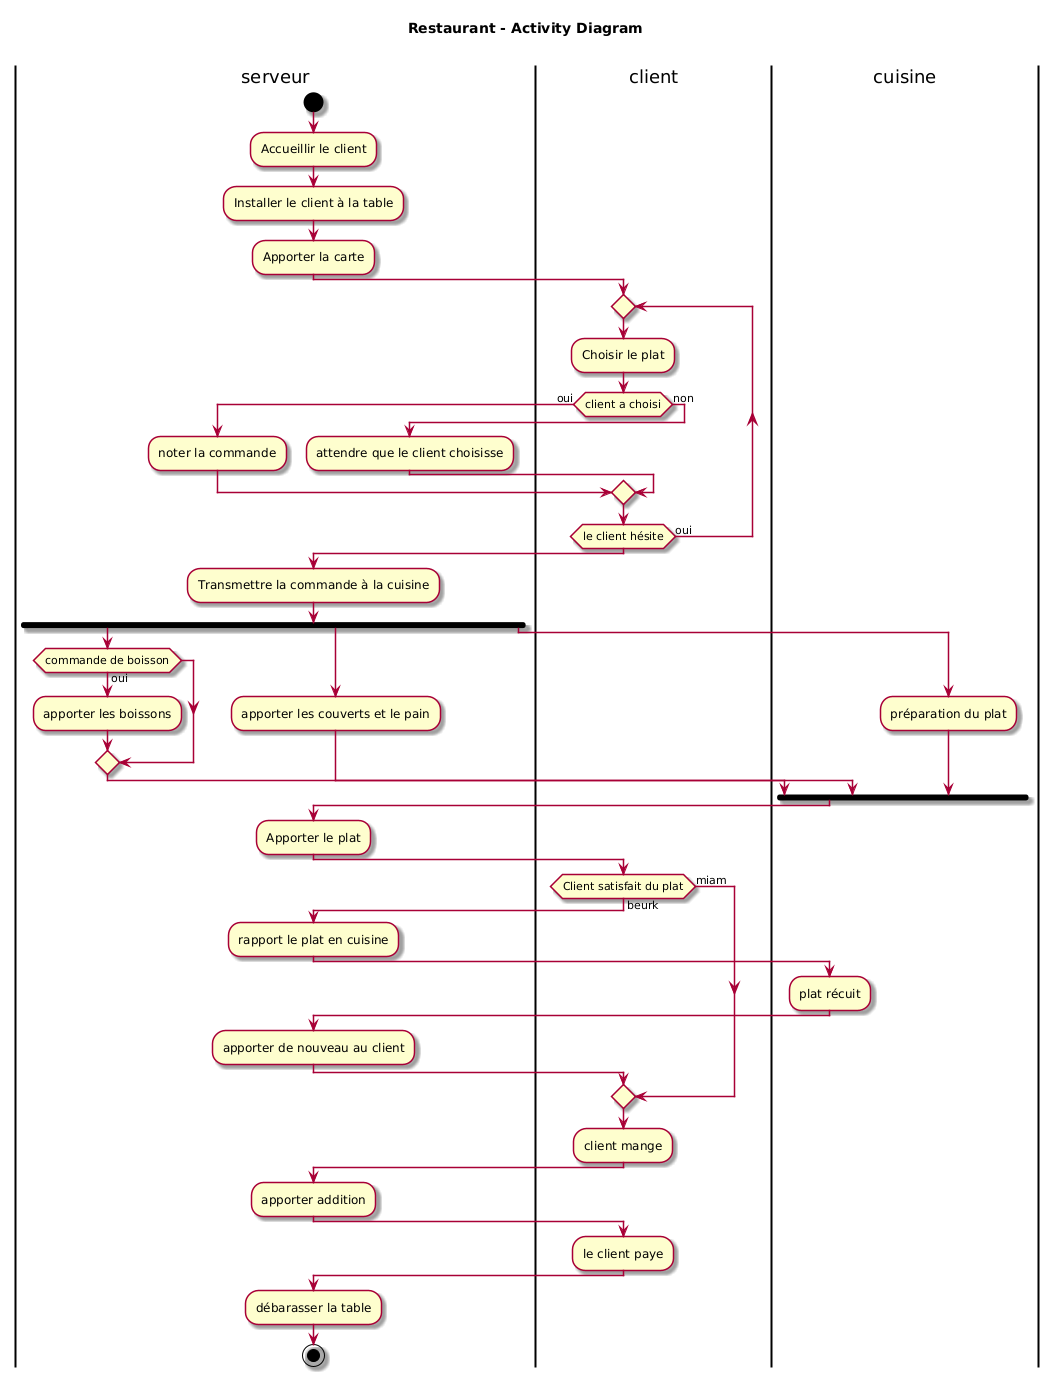 Restaurant - Activity Diagram
serveur
client
cuisine
Accueillir le client
Installer le client à la table
Apporter la carte
Choisir le plat
oui
client a choisi
non
noter la commande
attendre que le client choisisse
le client hésite
oui
Transmettre la commande à la cuisine
commande de boisson
oui
apporter les boissons
apporter les couverts et le pain
préparation du plat
Apporter le plat
Client satisfait du plat
miam
beurk
rapport le plat en cuisine
plat récuit
apporter de nouveau au client
client mange
apporter addition
le client paye
débarasser la table